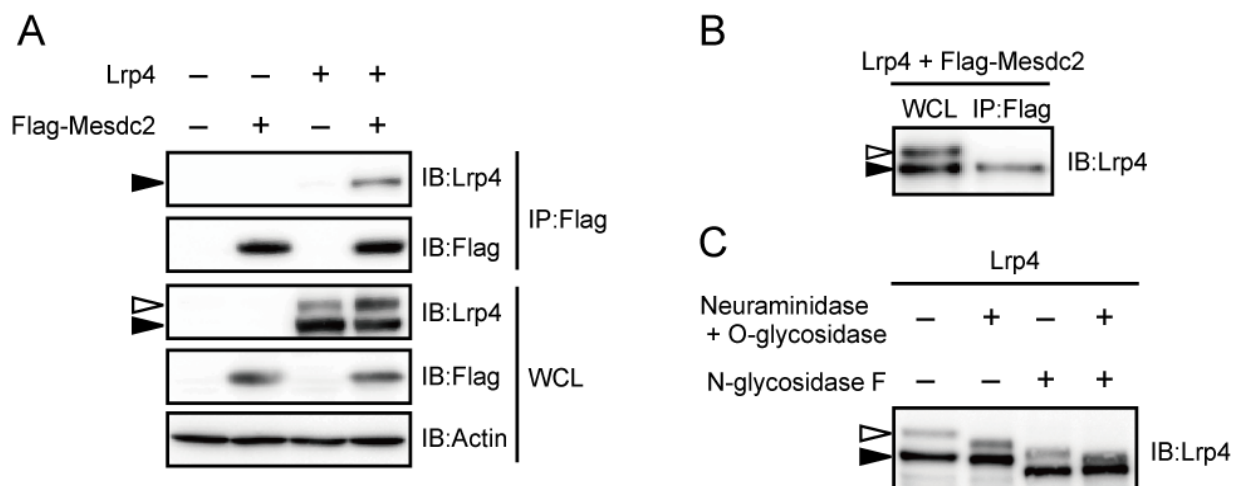 A
Lrp4 – – + +
Flag-Mesdc2 – + – +
IB:Lrp4
IB:Flag
IP:Flag
IB:Lrp4
IB:Flag
IB:Actin
WCL
B
Lrp4 + Flag-Mesdc2
WCL IP:Flag
IB:Lrp4
C
Lrp4
Neuraminidase
+ O-glycosidase – + – +
N-glycosidase F – – + +
IB:Lrp4